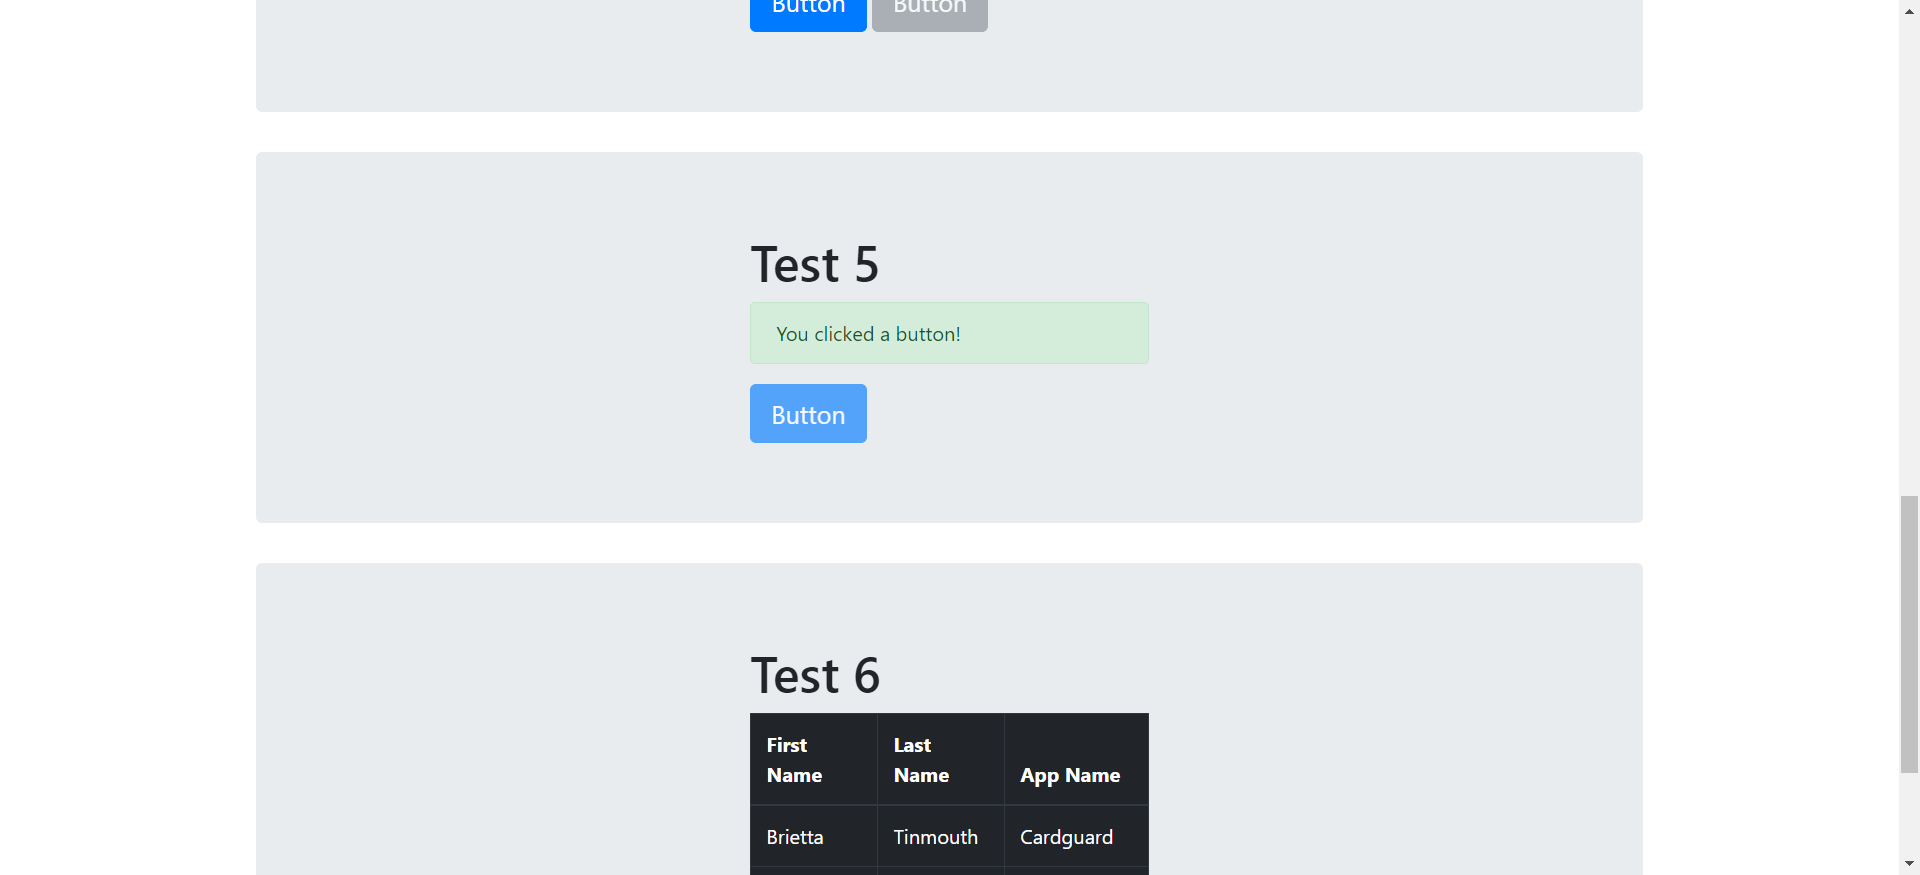 Button Button
Test 5
You clicked a button!
Button
Test 6
First Name Last Name App Name
Brietta Tinmouth Cardguard